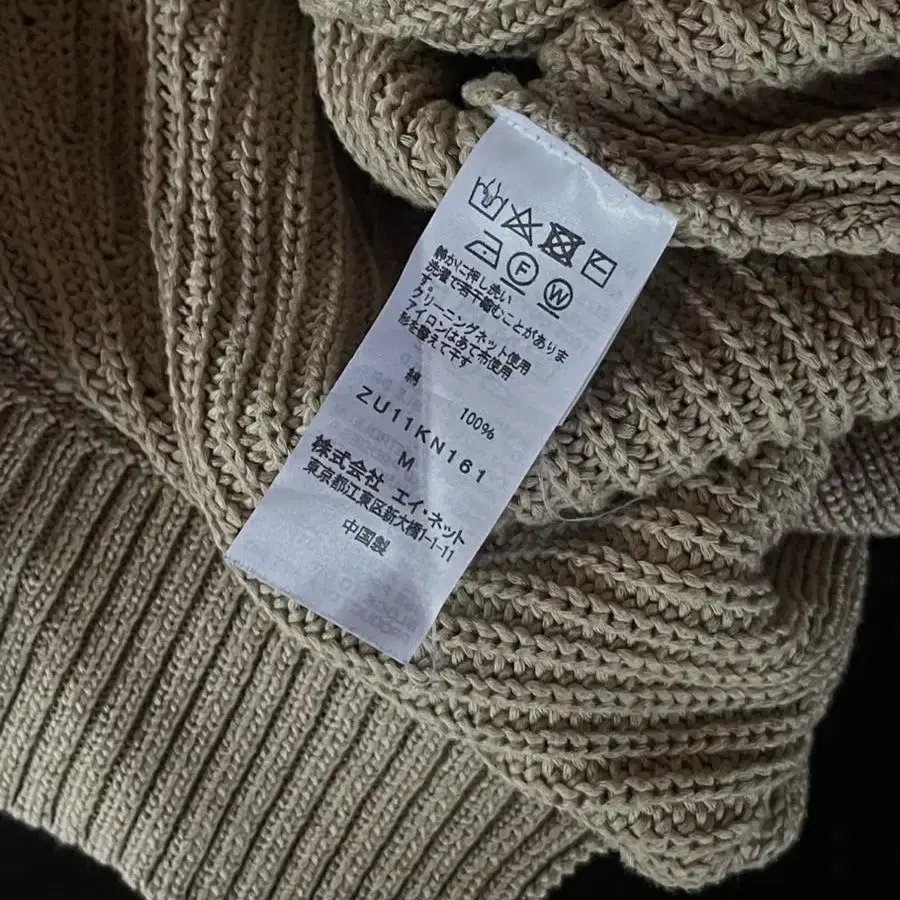 F
W
静かに押し洗い
洗濯で若干縮むことがありま
す。
クリーニングネット使用
アイロンはあて布使用
形を整えて干す
綿 100%
ZU11KN161
M
株式会社 エイ・ネット
東京都江東区新大橋1-1-11
中国製